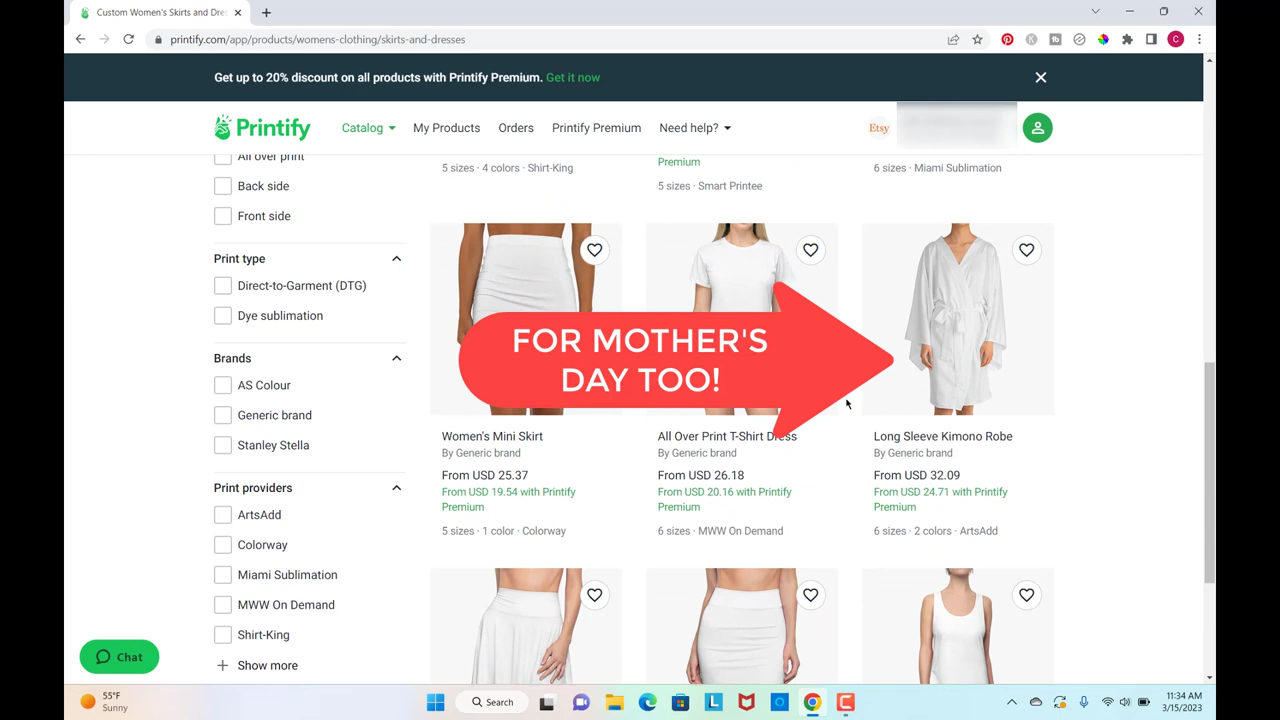 Custom Women's Skirts and Dre
printify.com/app/products/womens-clothing/skirts-and-dresses
Get up to 20% discount on all products with Printify Premium. Get it now
Printify
Catalog
My Products
Orders
Printify Premium
Need help?
Etsy
All over print
Back side
Front side
Print type
Direct-to-Garment (DTG)
Dye sublimation
Brands
AS Colour
Generic brand
Stanley Stella
Print providers
ArtsAdd
Colorway
Miami Sublimation
MWW On Demand
Shirt-King
Show more
5 sizes · 4 colors · Shirt-King
Premium
5 sizes · Smart Printee
6 sizes · Miami Sublimation
FOR MOTHER'S
DAY TOO!
Women's Mini Skirt
By Generic brand
From USD 25.37
From USD 19.54 with Printify
Premium
5 sizes · 1 color · Colorway
All Over Print T-Shirt Dress
By Generic brand
From USD 26.18
From USD 20.16 with Printify
Premium
6 sizes · MWW On Demand
Long Sleeve Kimono Robe
By Generic brand
From USD 32.09
From USD 24.71 with Printify
Premium
6 sizes · 2 colors · ArtsAdd
Chat
55°F
Sunny
Search
11:34 AM
3/15/2023